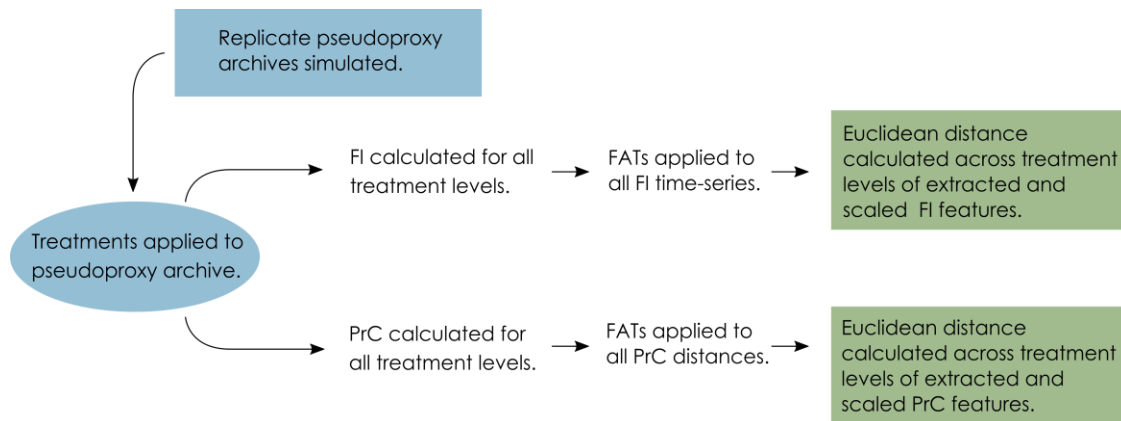 Replicate pseudoproxy
archives simulated.
FI calculated for all
treatment levels.
FATs applied to
all FI time-series.
Euclidean distance
calculated across treatment
levels of extracted and
scaled FI features.
Treatments applied to
pseudoproxy archive.
PrC calculated for
all treatment levels.
FATs applied to
all PrC distances.
Euclidean distance
calculated across treatment
levels of extracted and
scaled PrC features.